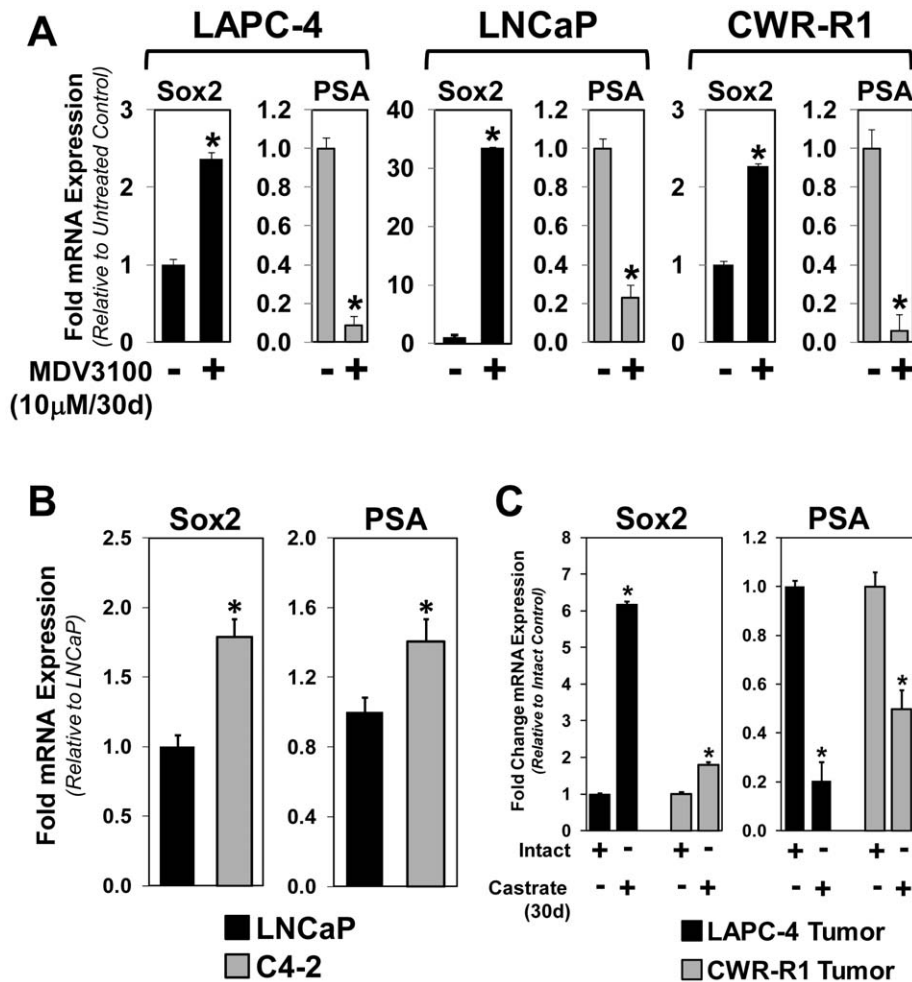 A
LAPC-4 LNCaP CWR-R1
Sox2 PSA Sox2 PSA Sox2 PSA
Fold mRNA Expression
(Relative to Untreated Control)
3 1.2 40 1.2 3 1.2
1.0 1.0 1.0
30
2 0.8 0.8 2 0.8
20
0.6 0.6 0.6
1 0.4 0.4 1 0.4
10
0.2 0.2 0.2
0 0.0 0 0.0 0 0.0
* * * * * *
MDV3100 - + - + - + - + - + - +
(10µM/30d)
B
Sox2 PSA
Fold mRNA Expression
(Relative to LNCaP)
2.5 2.0
2.0 1.6
1.5 1.2
1.0 0.8
0.5 0.4
0.0 0.0
* *
LNCaP
C4-2
C
Sox2 PSA
Fold Change mRNA Expression
(Relative to Intact Control)
8 1.2
7 1.0
6
5 0.8
4 0.6
3 0.4
2
1 0.2
0 0.0
* * * *
Intact + - + - + - + -
Castrate - + - + - + - +
(30d)
LAPC-4 Tumor
CWR-R1 Tumor